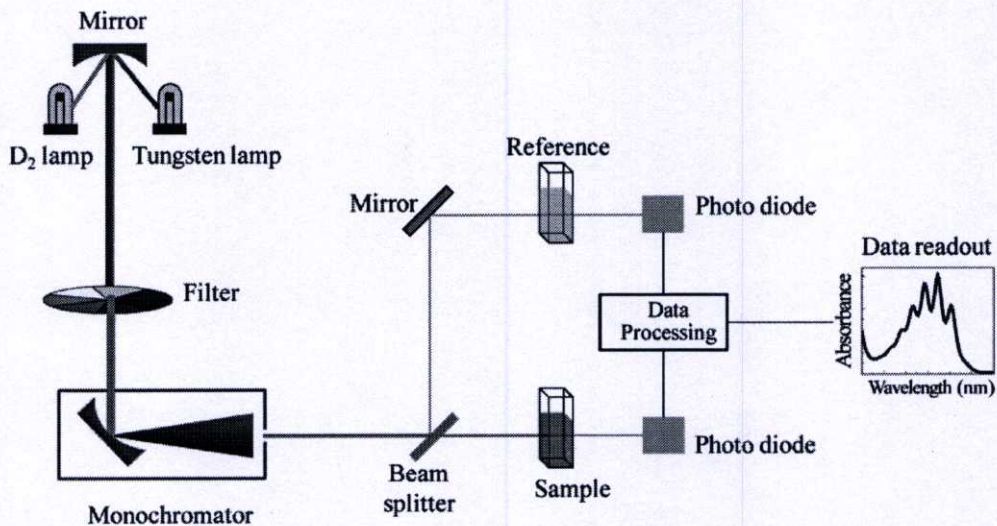 Mirror
D₂ lamp
Tungsten lamp
Filter
Monochromator
Mirror
Reference
Photo diode
Data
Processing
Data readout
Absorbance
Wavelength (nm)
Beam
splitter
Sample
Photo diode